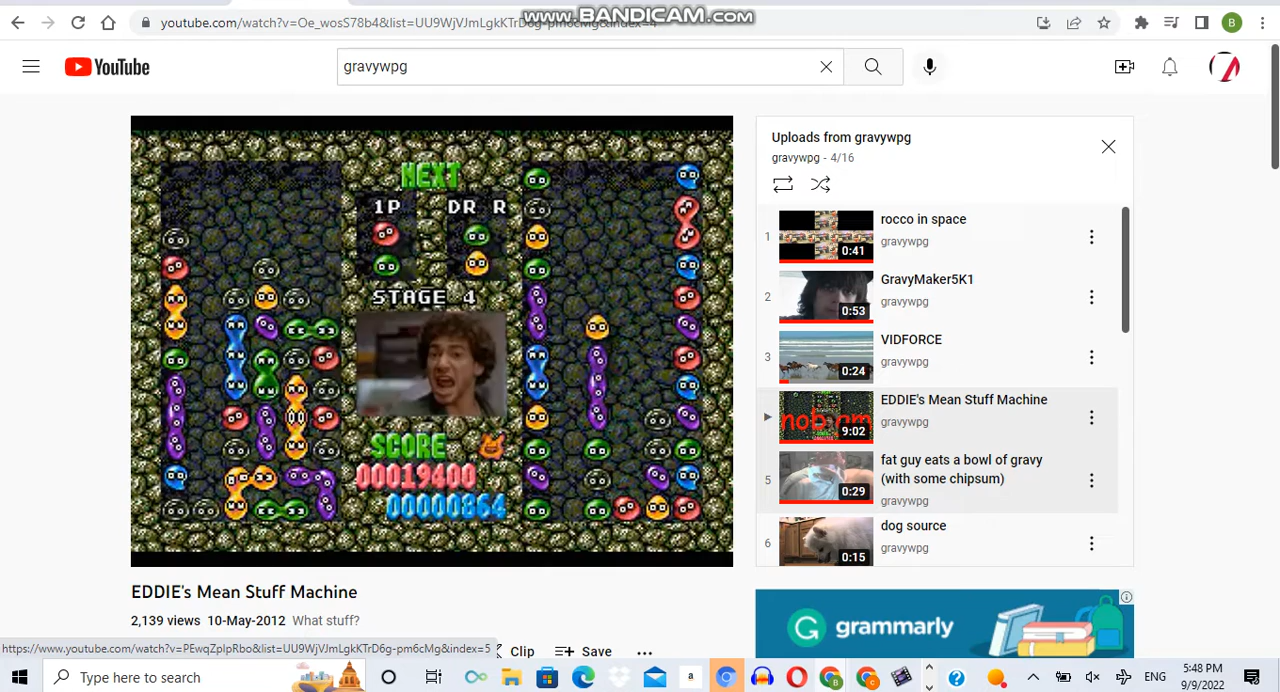 youtube.com/watch?v=Oe_wosS78b4&list=UU9WjVJmLgkKTrDog-pm6cMg&index=4
www.BANDICAM.com
B
YouTube
gravywpg
NEXT
1P DR R
STAGE 4
SCORE
00019400
00000864
EDDIE's Mean Stuff Machine
2,139 views 10-May-2012 What stuff?
Clip
Save
Uploads from gravywpg
gravywpg - 4/16
1
0:41
rocco in space
gravywpg
2
0:53
GravyMaker5K1
gravywpg
3
0:24
VIDFORCE
gravywpg
9:02
EDDIE's Mean Stuff Machine
gravywpg
5
0:29
fat guy eats a bowl of gravy
(with some chipsum)
gravywpg
6
0:15
dog source
gravywpg
G grammarly
https://www.youtube.com/watch?v=PEwqZplpRbo&list=UU9WjVJmLgkKTrDog-pm6cMg&index=5
Type here to search
a
ENG
5:48 PM
9/9/2022